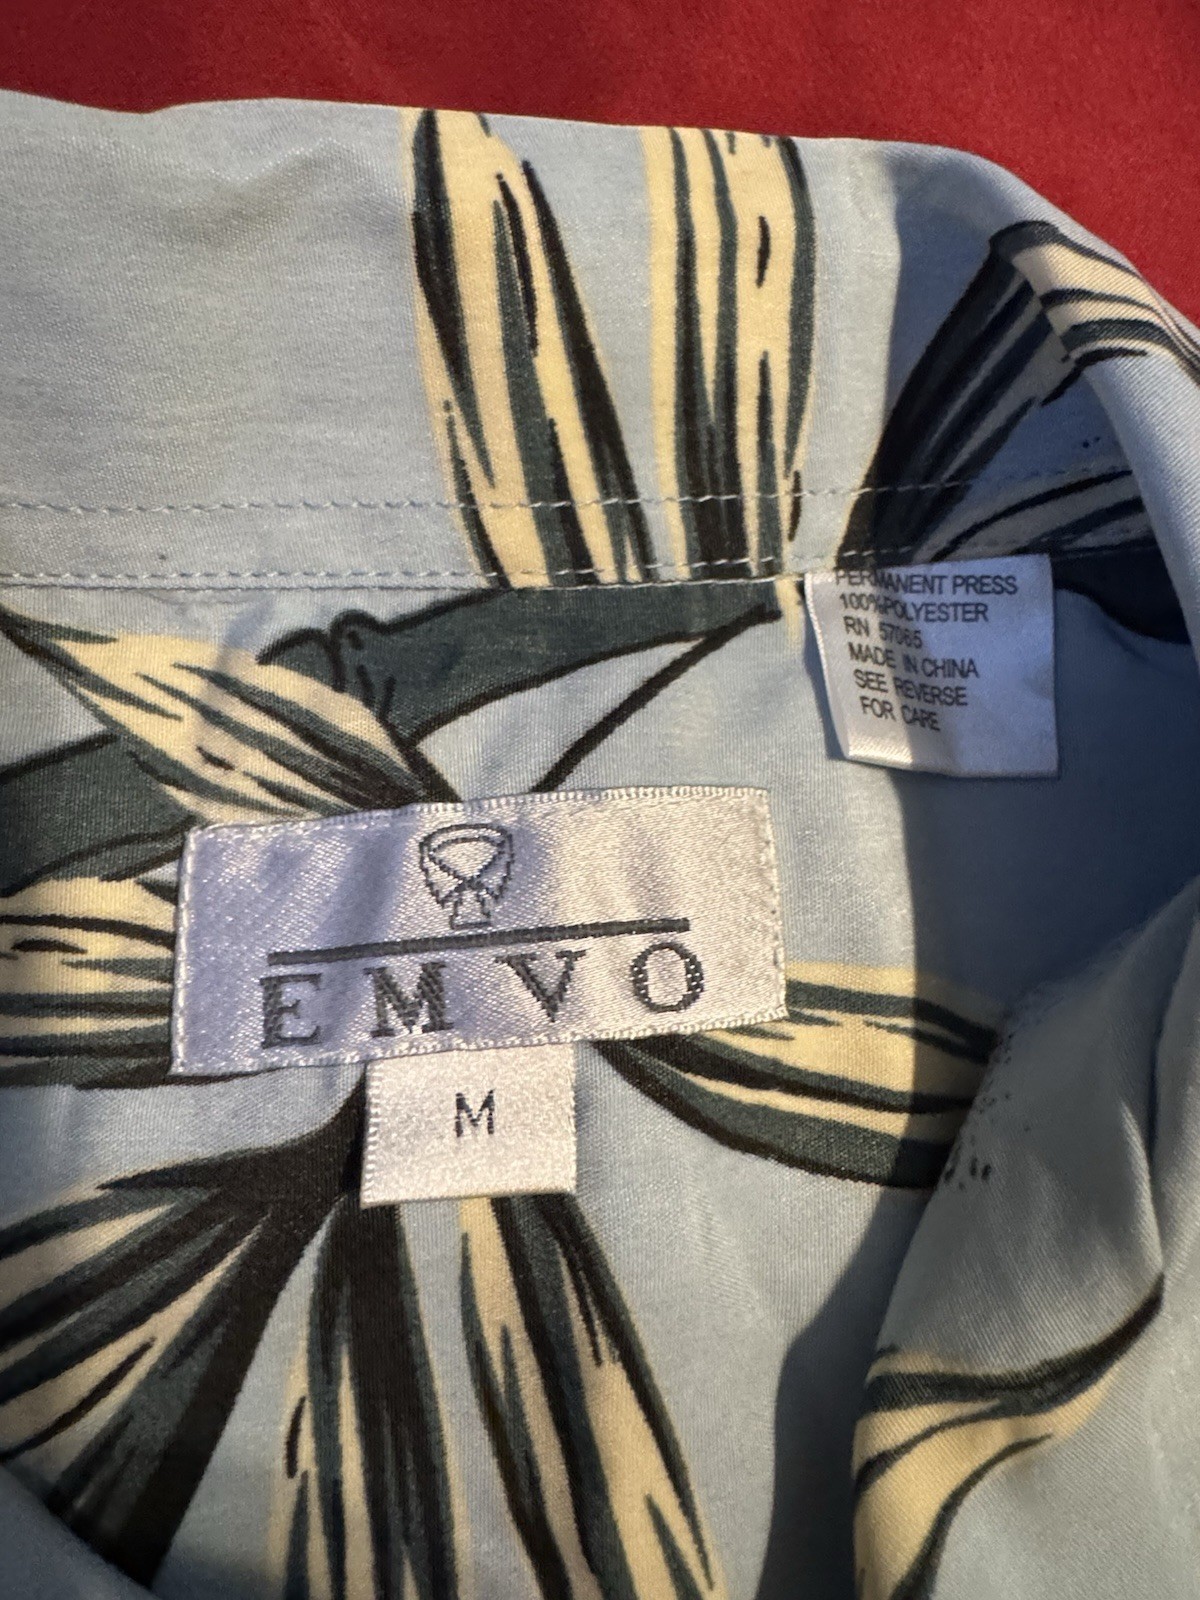 PERMANENT PRESS
100% POLYESTER
RN 57065
MADE IN CHINA
SEE REVERSE
FOR CARE
EMVO
M